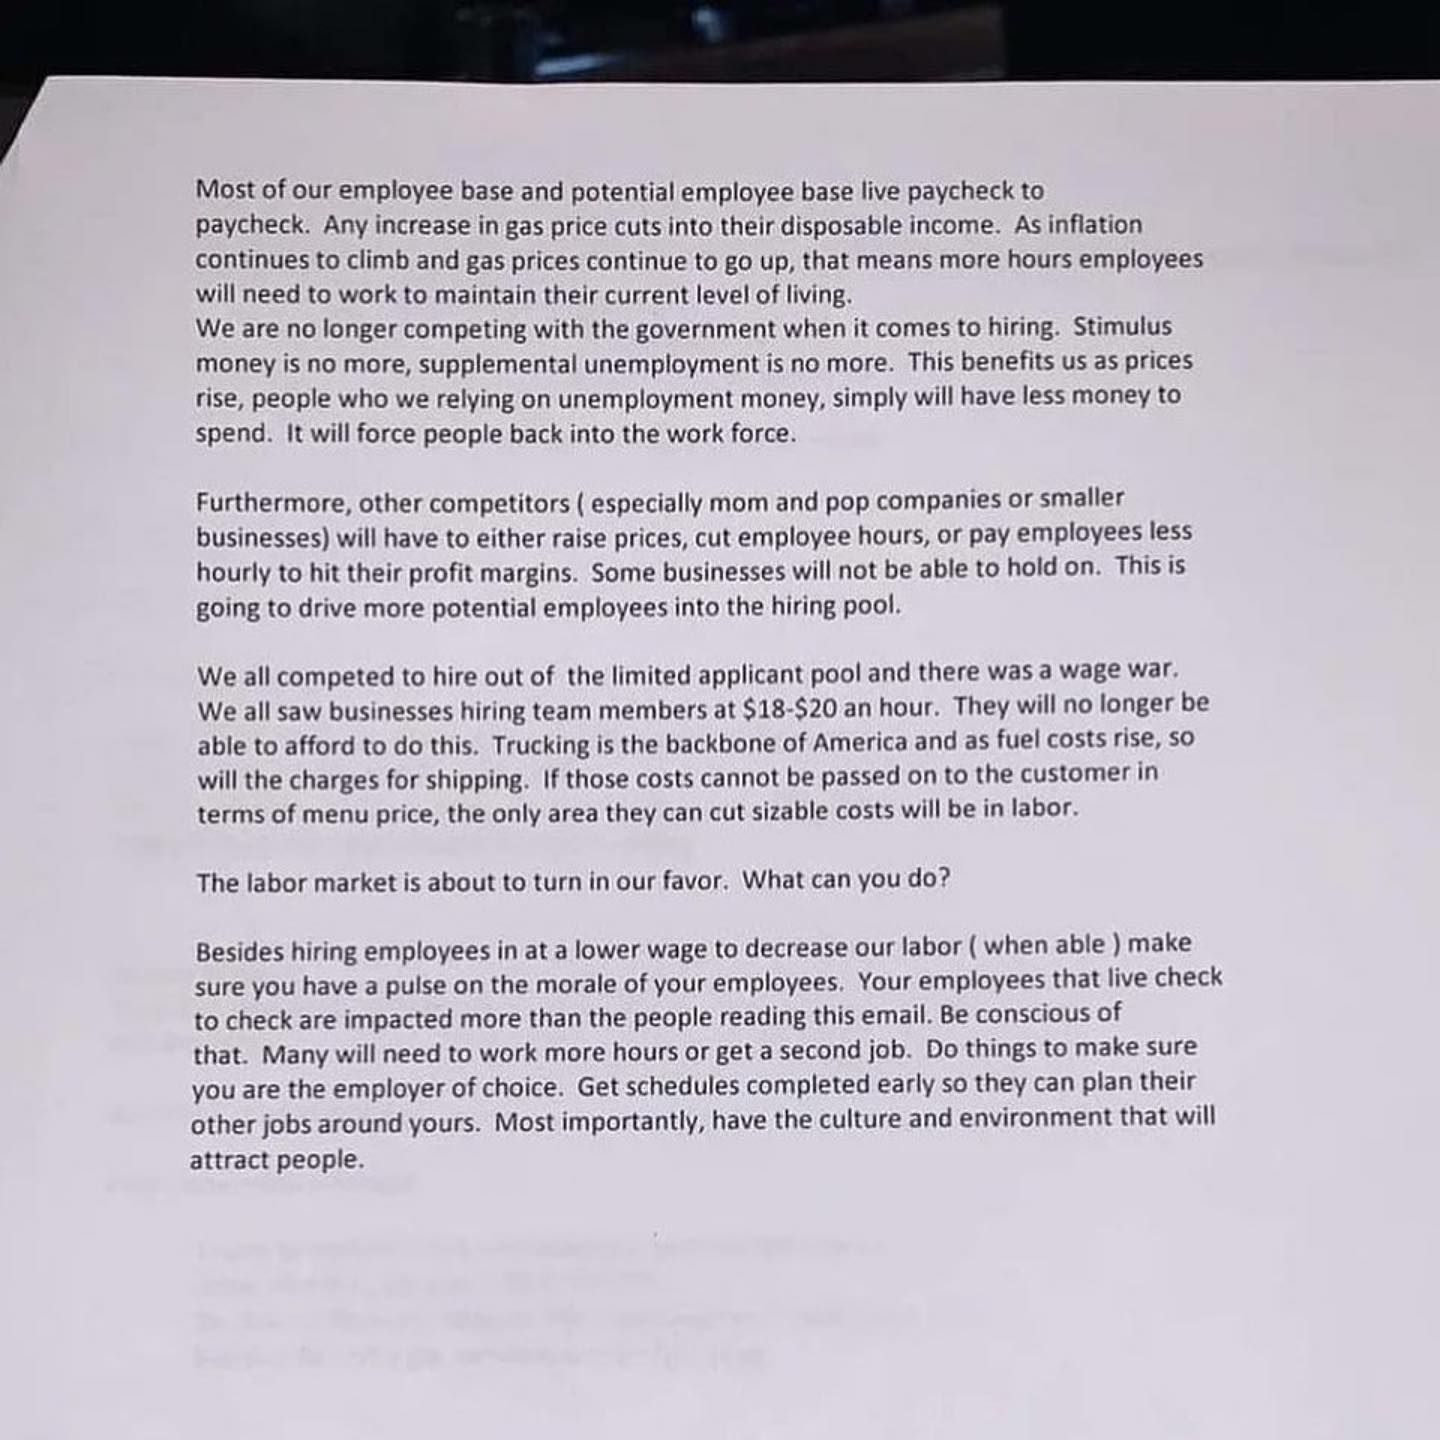 Most of our employee base and potential employee base live paycheck to
paycheck.  Any increase in gas price cuts into their disposable income.  As inflation
continues to climb and gas prices continue to go up, that means more hours employees
will need to work to maintain their current level of living.
We are no longer competing with the government when it comes to hiring.  Stimulus
money is no more, supplemental unemployment is no more.  This benefits us as prices
rise, people who we relying on unemployment money, simply will have less money to
spend.  It will force people back into the work force.

Furthermore, other competitors ( especially mom and pop companies or smaller
businesses) will have to either raise prices, cut employee hours, or pay employees less
hourly to hit their profit margins.  Some businesses will not be able to hold on.  This is
going to drive more potential employees into the hiring pool.

We all competed to hire out of  the limited applicant pool and there was a wage war.
We all saw businesses hiring team members at $18-$20 an hour.  They will no longer be
able to afford to do this.  Trucking is the backbone of America and as fuel costs rise, so
will the charges for shipping.  If those costs cannot be passed on to the customer in
terms of menu price, the only area they can cut sizable costs will be in labor.

The labor market is about to turn in our favor.  What can you do?

Besides hiring employees in at a lower wage to decrease our labor ( when able ) make
sure you have a pulse on the morale of your employees.  Your employees that live check
to check are impacted more than the people reading this email. Be conscious of
that.  Many will need to work more hours or get a second job.  Do things to make sure
you are the employer of choice.  Get schedules completed early so they can plan their
other jobs around yours.  Most importantly, have the culture and environment that will
attract people.